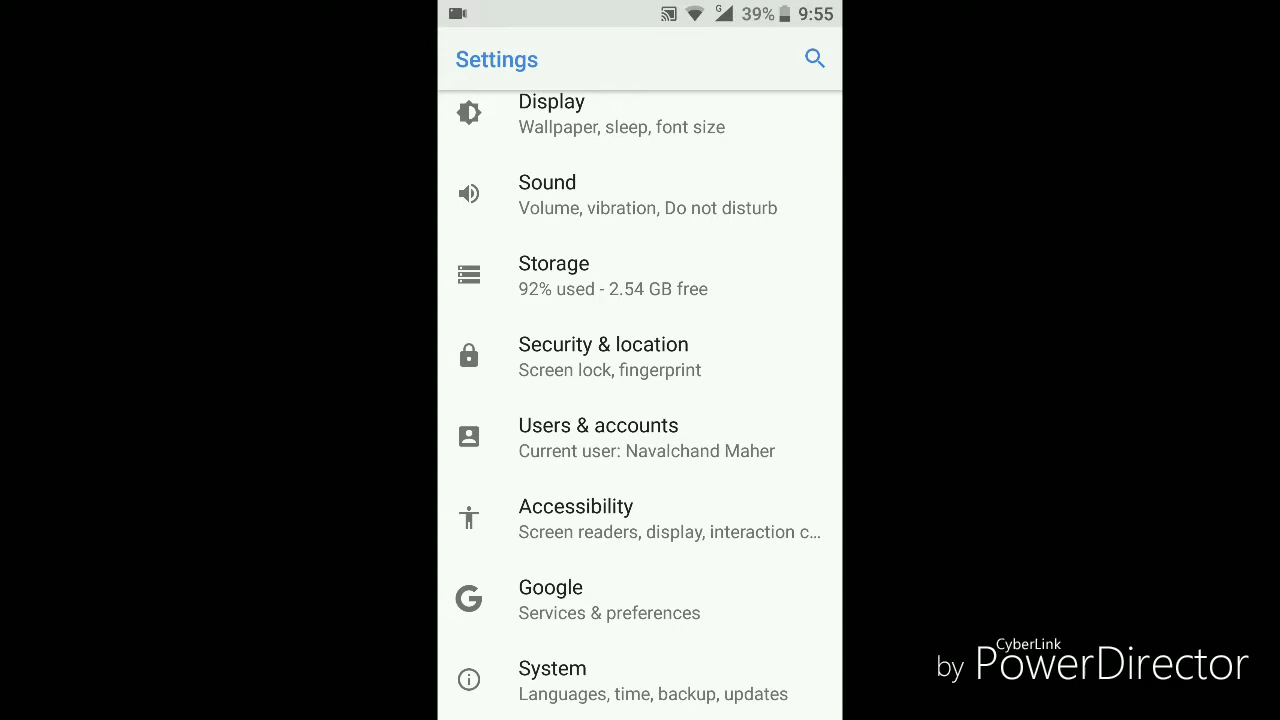 G 39% 9:55
Settings
Display
Wallpaper, sleep, font size
Sound
Volume, vibration, Do not disturb
Storage
92% used - 2.54 GB free
Security & location
Screen lock, fingerprint
Users & accounts
Current user: Navalchand Maher
Accessibility
Screen readers, display, interaction c...
Google
Services & preferences
System
Languages, time, backup, updates
CyberLink
by PowerDirector